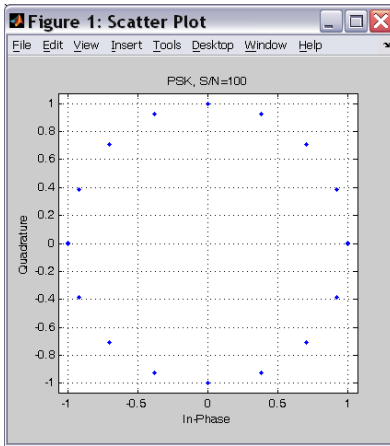 Figure 1: Scatter Plot
File Edit View Insert Tools Desktop Window Help
PSK, S/N=100
1
0.8
0.6
0.4
0.2
0
-0.2
-0.4
-0.6
-0.8
-1
Quadrature
-1 -0.5 0 0.5 1
In-Phase